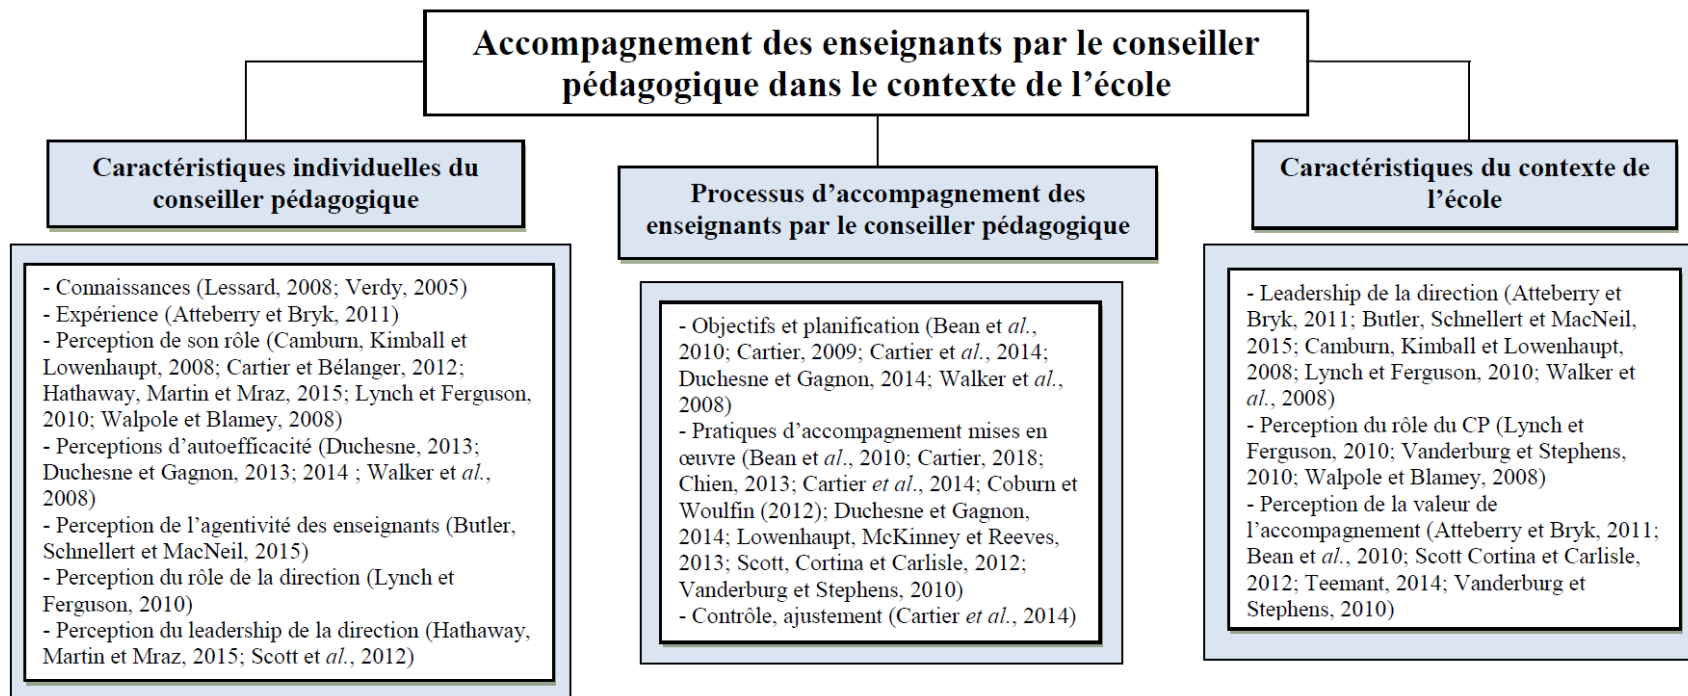 Accompagnement des enseignants par le conseiller
pédagogique dans le contexte de l’école
Caractéristiques individuelles du
conseiller pédagogique
- Connaissances (Lessard, 2008; Verdy, 2005)
- Expérience (Atteberry et Bryk, 2011)
- Perception de son rôle (Camburn, Kimball et
Lowenhaupt, 2008; Cartier et Bélanger, 2012;
Hathaway, Martin et Mraz, 2015; Lynch et Ferguson,
2010; Walpole et Blamey, 2008)
- Perceptions d’autoefficacité (Duchesne, 2013;
Duchesne et Gagnon, 2013; 2014 ; Walker et al.,
2008)
- Perception de l’agentivité des enseignants (Butler,
Schnellert et MacNeil, 2015)
- Perception du rôle de la direction (Lynch et
Ferguson, 2010)
- Perception du leadership de la direction (Hathaway,
Martin et Mraz, 2015; Scott et al., 2012)
Processus d’accompagnement des
enseignants par le conseiller pédagogique
- Objectifs et planification (Bean et al.,
2010; Cartier, 2009; Cartier et al., 2014;
Duchesne et Gagnon, 2014; Walker et al.,
2008)
- Pratiques d’accompagnement mises en
œuvre (Bean et al., 2010; Cartier, 2018;
Chien, 2013; Cartier et al., 2014; Coburn et
Woulfin (2012); Duchesne et Gagnon,
2014; Lowenhaupt, McKinney et Reeves,
2013; Scott, Cortina et Carlisle, 2012;
Vanderburg et Stephens, 2010)
- Contrôle, ajustement (Cartier et al., 2014)
Caractéristiques du contexte de
l’école
- Leadership de la direction (Atteberry et
Bryk, 2011; Butler, Schnellert et MacNeil,
2015; Camburn, Kimball et Lowenhaupt,
2008; Lynch et Ferguson, 2010; Walker et
al., 2008)
- Perception du rôle du CP (Lynch et
Ferguson, 2010; Vanderburg et Stephens,
2010; Walpole et Blamey, 2008)
- Perception de la valeur de
l’accompagnement (Atteberry et Bryk, 2011;
Bean et al., 2010; Scott Cortina et Carlisle,
2012; Teemant, 2014; Vanderburg et
Stephens, 2010)